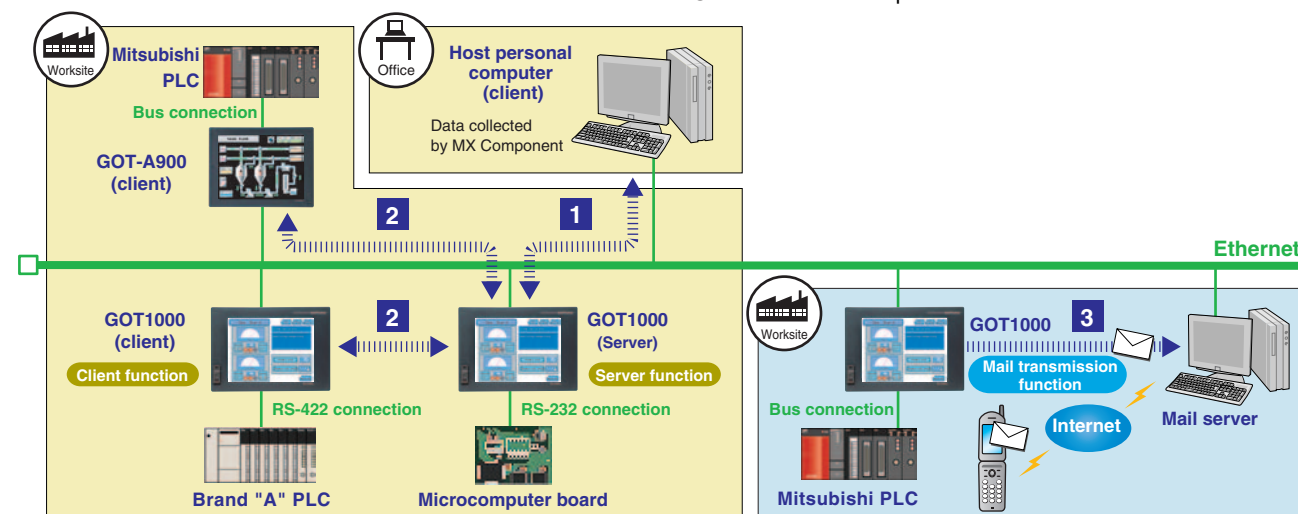 Worksite
Mitsubishi
PLC
Bus connection
GOT-A900
(client)
Office
Host personal
computer
(client)
Data collected
by MX Component
2
1
Ethernet
GOT1000
(client)
Client function
2
GOT1000
(Server)
Server function
RS-422 connection
RS-232 connection
Brand "A" PLC
Microcomputer board
Worksite
GOT1000
3
Mail transmission
function
Bus connection
Internet
Mail server
Mitsubishi PLC